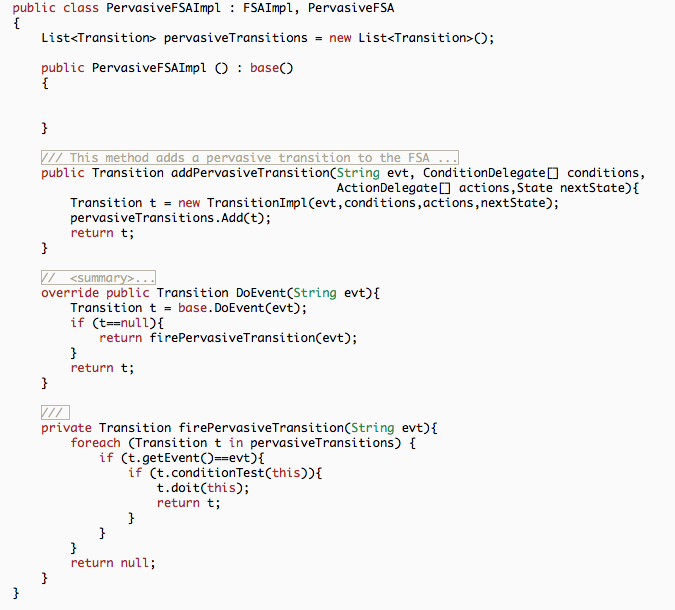 public class PervasiveFSAImpl : FSAImpl, PervasiveFSA
{
    List<Transition> pervasiveTransitions = new List<Transition>();

    public PervasiveFSAImpl () : base()
    {


    }

    /// This method adds a pervasive transition to the FSA ...
    public Transition addPervasiveTransition(String evt, ConditionDelegate[] conditions,
                                             ActionDelegate[] actions,State nextState){
        Transition t = new TransitionImpl(evt,conditions,actions,nextState);
        pervasiveTransitions.Add(t);
        return t;
    }

    //  <summary>...
    override public Transition DoEvent(String evt){
        Transition t = base.DoEvent(evt);
        if (t==null){
            return firePervasiveTransition(evt);
        }
        return t;
    }

    ///
    private Transition firePervasiveTransition(String evt){
        foreach (Transition t in pervasiveTransitions) {
            if (t.getEvent()==evt){
                if (t.conditionTest(this)){
                    t.doit(this);
                    return t;
                }
            }
        }
        return null;
    }
}